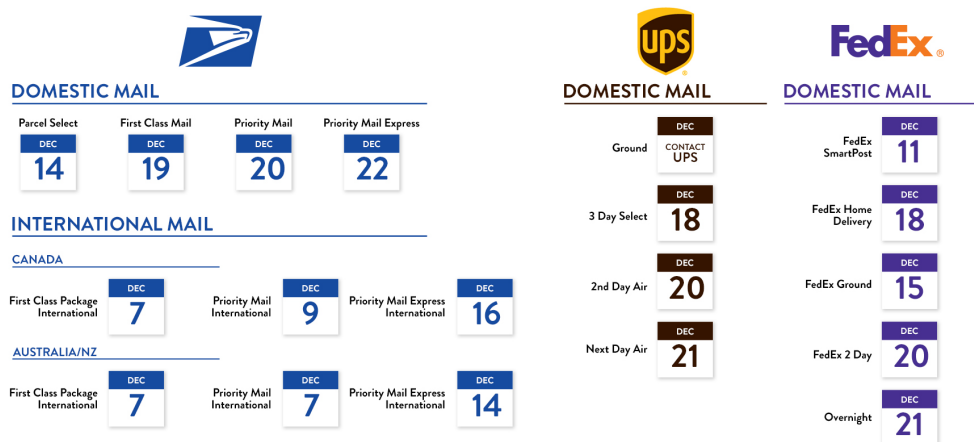 ups
FedEx ®
DOMESTIC MAIL
Parcel Select
DEC
14
First Class Mail
DEC
19
Priority Mail
DEC
20
Priority Mail Express
DEC
22
INTERNATIONAL MAIL
CANADA
First Class Package
International
DEC
7
Priority Mail
International
DEC
9
Priority Mail Express
International
DEC
16
AUSTRALIA/NZ
First Class Package
International
DEC
7
Priority Mail
International
DEC
7
Priority Mail Express
International
DEC
14
DOMESTIC MAIL
Ground
DEC
CONTACT
UPS
3 Day Select
DEC
18
2nd Day Air
DEC
20
Next Day Air
DEC
21
DOMESTIC MAIL
FedEx
SmartPost
DEC
11
FedEx Home
Delivery
DEC
18
FedEx Ground
DEC
15
FedEx 2 Day
DEC
20
Overnight
DEC
21